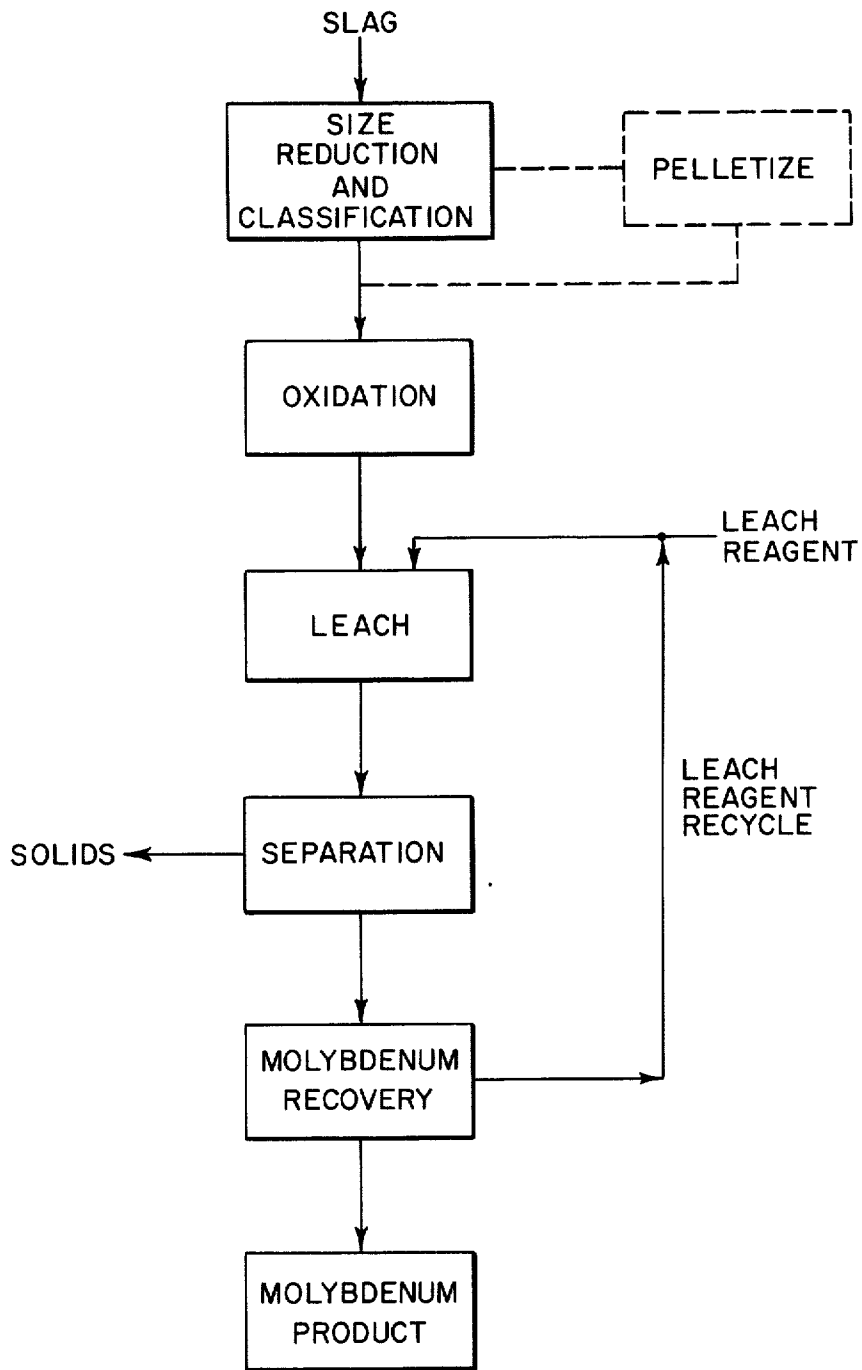 SLAG
SIZE
REDUCTION
AND
CLASSIFICATION
PELLETIZE
OXIDATION
LEACH
REAGENT
LEACH
LEACH
REAGENT
RECYCLE
SOLIDS
SEPARATION
MOLYBDENUM
RECOVERY
MOLYBDENUM
PRODUCT